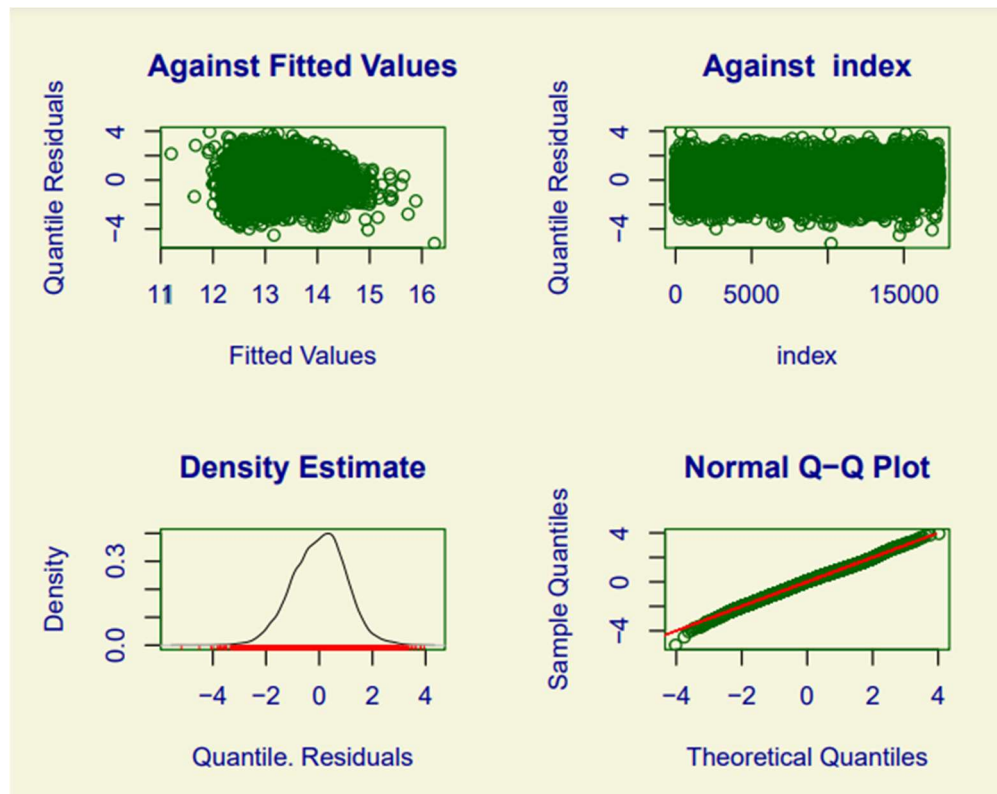 Against Fitted Values
Quantile Residuals
4
0
−4
11 12 13 14 15 16
Fitted Values
Against index
Quantile Residuals
4
0
−4
0 5000 15000
index
Density Estimate
Density
0.3
0.0
−4 −2 0 2 4
Quantile. Residuals
Normal Q−Q Plot
Sample Quantiles
4
0
−4
−4 −2 0 2 4
Theoretical Quantiles